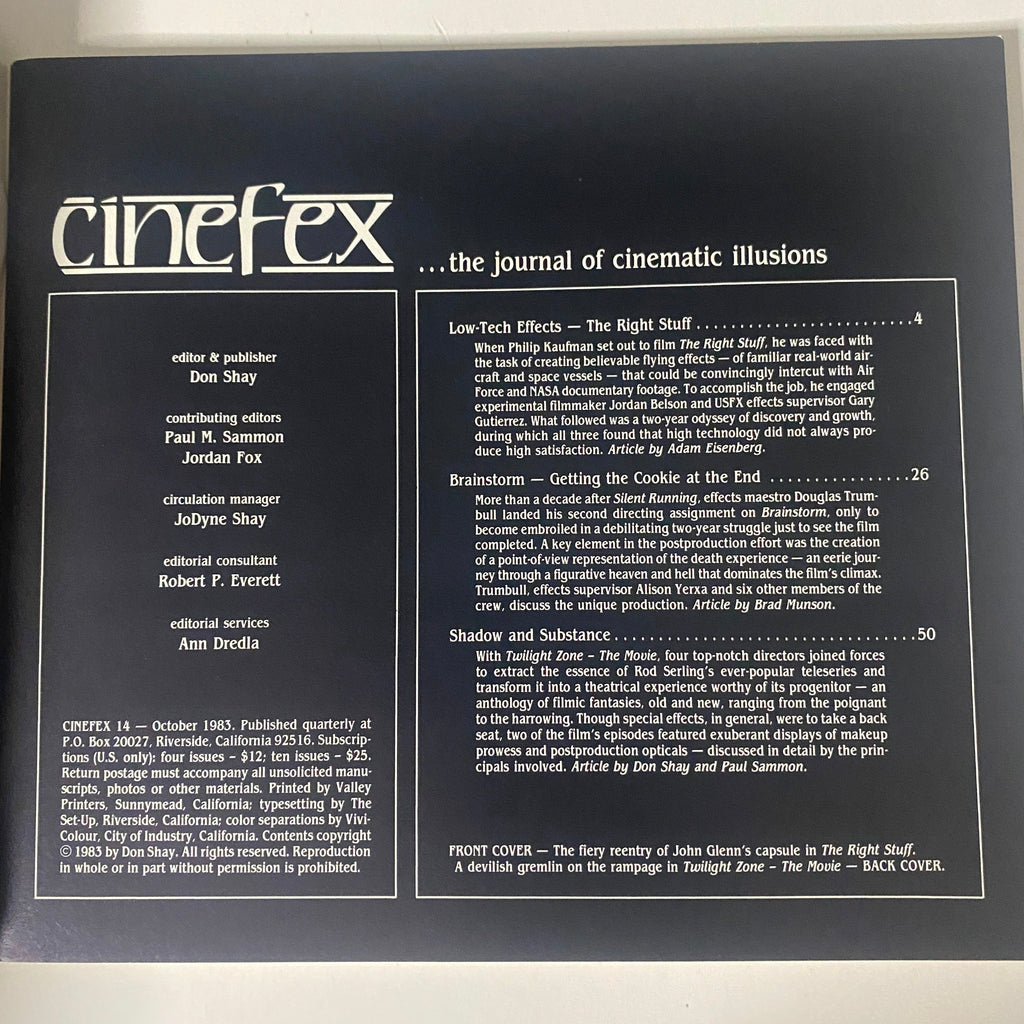 cinefex
...the journal of cinematic illusions
editor & publisher
Don Shay
contributing editors
Paul M. Sammon
Jordan Fox
circulation manager
JoDyne Shay
editorial consultant
Robert P. Everett
editorial services
Ann Dredla
CINEFEX 14 — October 1983. Published quarterly at
P.O. Box 20027, Riverside, California 92516. Subscrip-
tions (U.S. only): four issues – $12; ten issues – $25.
Return postage must accompany all unsolicited manu-
scripts, photos or other materials. Printed by Valley
Printers, Sunnymead, California; typesetting by The
Set-Up, Riverside, California; color separations by Vivi-
Colour, City of Industry, California. Contents copyright
© 1983 by Don Shay. All rights reserved. Reproduction
in whole or in part without permission is prohibited.
Low-Tech Effects — The Right Stuff.........................4
When Philip Kaufman set out to film The Right Stuff, he was faced with
the task of creating believable flying effects — of familiar real-world air-
craft and space vessels — that could be convincingly intercut with Air
Force and NASA documentary footage. To accomplish the job, he engaged
experimental filmmaker Jordan Belson and USFX effects supervisor Gary
Gutierrez. What followed was a two-year odyssey of discovery and growth,
during which all three found that high technology did not always pro-
duce high satisfaction. Article by Adam Eisenberg.
Brainstorm — Getting the Cookie at the End ................26
More than a decade after Silent Running, effects maestro Douglas Trum-
bull landed his second directing assignment on Brainstorm, only to
become embroiled in a debilitating two-year struggle just to see the film
completed. A key element in the postproduction effort was the creation
of a point-of-view representation of the death experience — an eerie jour-
ney through a figurative heaven and hell that dominates the film's climax.
Trumbull, effects supervisor Alison Yerxa and six other members of the
crew, discuss the unique production. Article by Brad Munson.
Shadow and Substance...................................50
With Twilight Zone – The Movie, four top-notch directors joined forces
to extract the essence of Rod Serling's ever-popular teleseries and
transform it into a theatrical experience worthy of its progenitor — an
anthology of filmic fantasies, old and new, ranging from the poignant
to the harrowing. Though special effects, in general, were to take a back
seat, two of the film's episodes featured exuberant displays of makeup
prowess and postproduction opticals — discussed in detail by the prin-
cipals involved. Article by Don Shay and Paul Sammon.
FRONT COVER — The fiery reentry of John Glenn's capsule in The Right Stuff.
A devilish gremlin on the rampage in Twilight Zone – The Movie — BACK COVER.